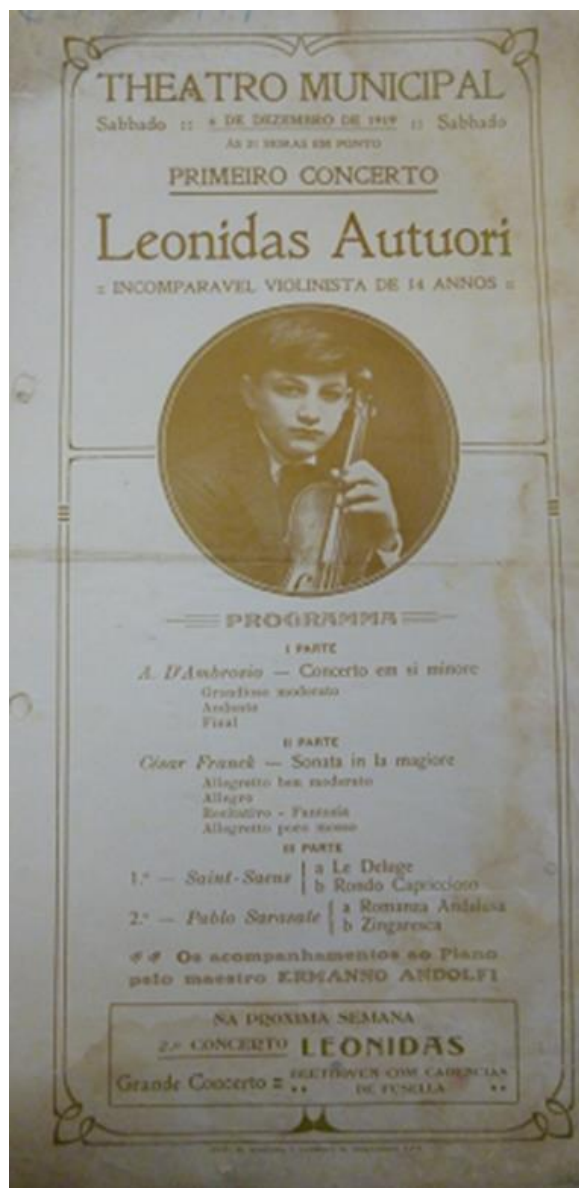 THEATRO MUNICIPAL
Sabbado :: 6 DE DEZEMBRO DE 1919 :: Sabbado
ÁS 21 HORAS EM PONTO
PRIMEIRO CONCERTO
Leonidas Autuori
:: INCOMPARAVEL VIOLINISTA DE 14 ANNOS ::
PROGRAMMA
I PARTE
A. D'Ambrozio — Concerto em si minore
Grandioso moderato
Andante
Final
II PARTE
César Franck — Sonata in la magiore
Allegretto ben moderato
Allegro
Recitativo - Fantasia
Allegretto poco mosso
III PARTE
1.º — Saint-Saens | a Le Deluge
b Rondo Capriccioso
2.º — Pablo Sarasate | a Romanza Andalusa
b Zingaresca
Os acompanhamentos ao Piano
pelo maestro ERMANNO ANDOLFI
NA PROXIMA SEMANA
2.º CONCERTO LEONIDAS
Grande Concerto :: BEETHOVEN COM CADENCIAS
DE FUSELLA